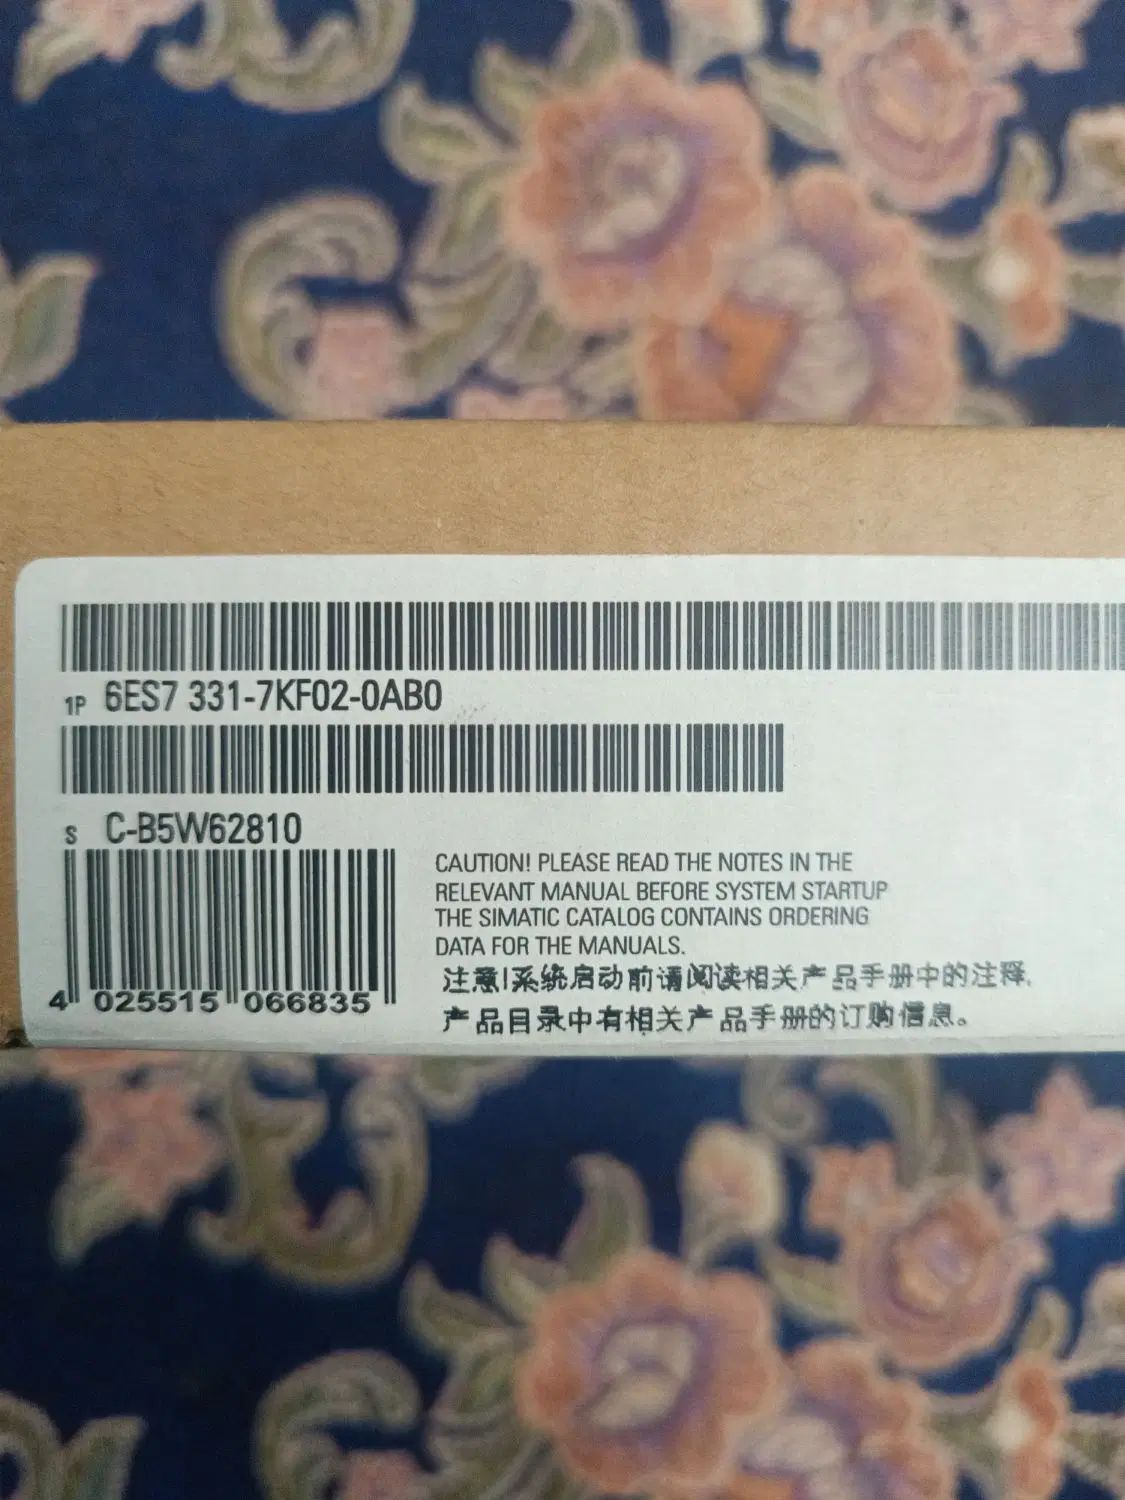 1P 6ES7 331-7KF02-0AB0
S C-B5W62810
4 025515 066835
CAUTION! PLEASE READ THE NOTES IN THE
RELEVANT MANUAL BEFORE SYSTEM STARTUP
THE SIMATIC CATALOG CONTAINS ORDERING
DATA FOR THE MANUALS.
注意!系统启动前请阅读相关产品手册中的注释.
产品目录中有相关产品手册的订购信息。